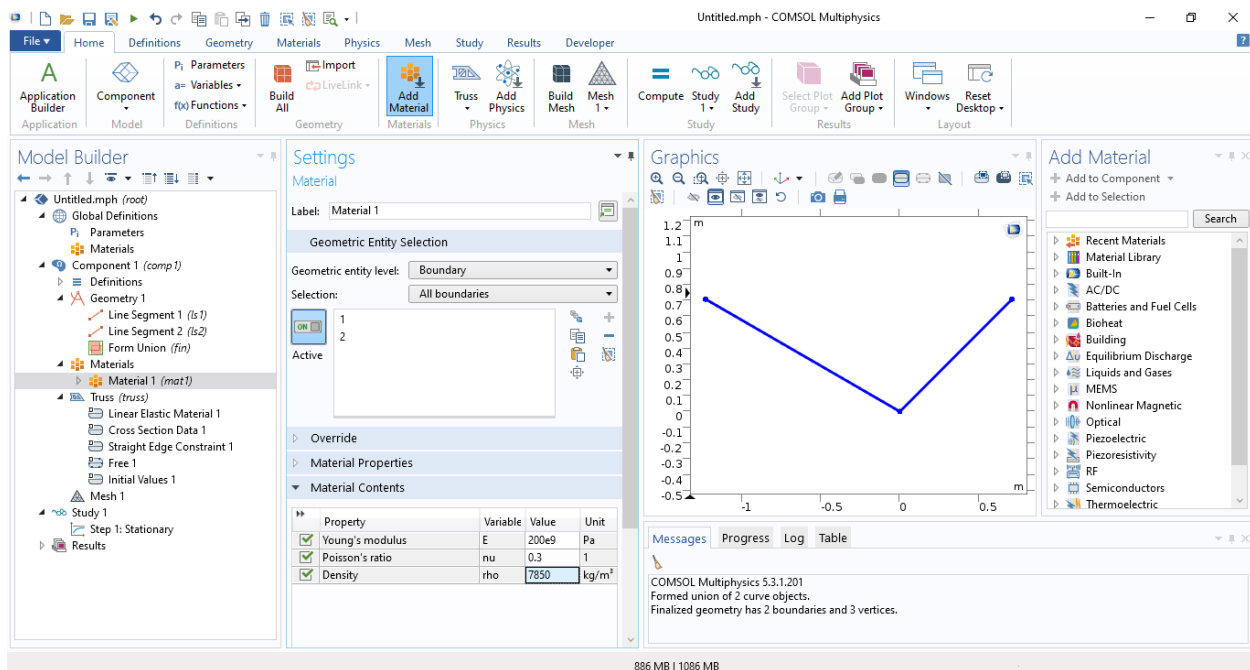 Untitled.mph - COMSOL Multiphysics
File Home Definitions Geometry Materials Physics Mesh Study Results Developer ?
A Application Builder
Component
Pi Parameters
a= Variables
f(x) Functions
Build All
Import
LiveLink
Add Material
Truss
Add Physics
Build Mesh
Mesh 1
Compute
Study 1
Add Study
Select Plot Group
Add Plot Group
Windows
Reset Desktop
Application Model Definitions Geometry Materials Physics Mesh Study Results Layout
Model Builder
Untitled.mph (root)
Global Definitions
Pi Parameters
Materials
Component 1 (comp1)
Definitions
Geometry 1
Line Segment 1 (ls1)
Line Segment 2 (ls2)
Form Union (fin)
Materials
Material 1 (mat1)
Truss (truss)
Linear Elastic Material 1
Cross Section Data 1
Straight Edge Constraint 1
Free 1
Initial Values 1
Mesh 1
Study 1
Step 1: Stationary
Results
Settings
Material
Label: Material 1
Geometric Entity Selection
Geometric entity level: Boundary
Selection: All boundaries
ON
Active
1
2
Override
Material Properties
Material Contents
Property Variable Value Unit
Young's modulus E 200e9 Pa
Poisson's ratio nu 0.3 1
Density rho 7850 kg/m³
Graphics
m
1.2
1.1
1
0.9
0.8
0.7
0.6
0.5
0.4
0.3
0.2
0.1
0
-0.1
-0.2
-0.3
-0.4
-0.5
m
-1 -0.5 0 0.5
Messages Progress Log Table
COMSOL Multiphysics 5.3.1.201
Formed union of 2 curve objects.
Finalized geometry has 2 boundaries and 3 vertices.
Add Material
+ Add to Component
+ Add to Selection
Search
Recent Materials
Material Library
Built-In
AC/DC
Batteries and Fuel Cells
Bioheat
Building
Equilibrium Discharge
Liquids and Gases
MEMS
Nonlinear Magnetic
Optical
Piezoelectric
Piezoresistivity
RF
Semiconductors
Thermoelectric
886 MB | 1086 MB